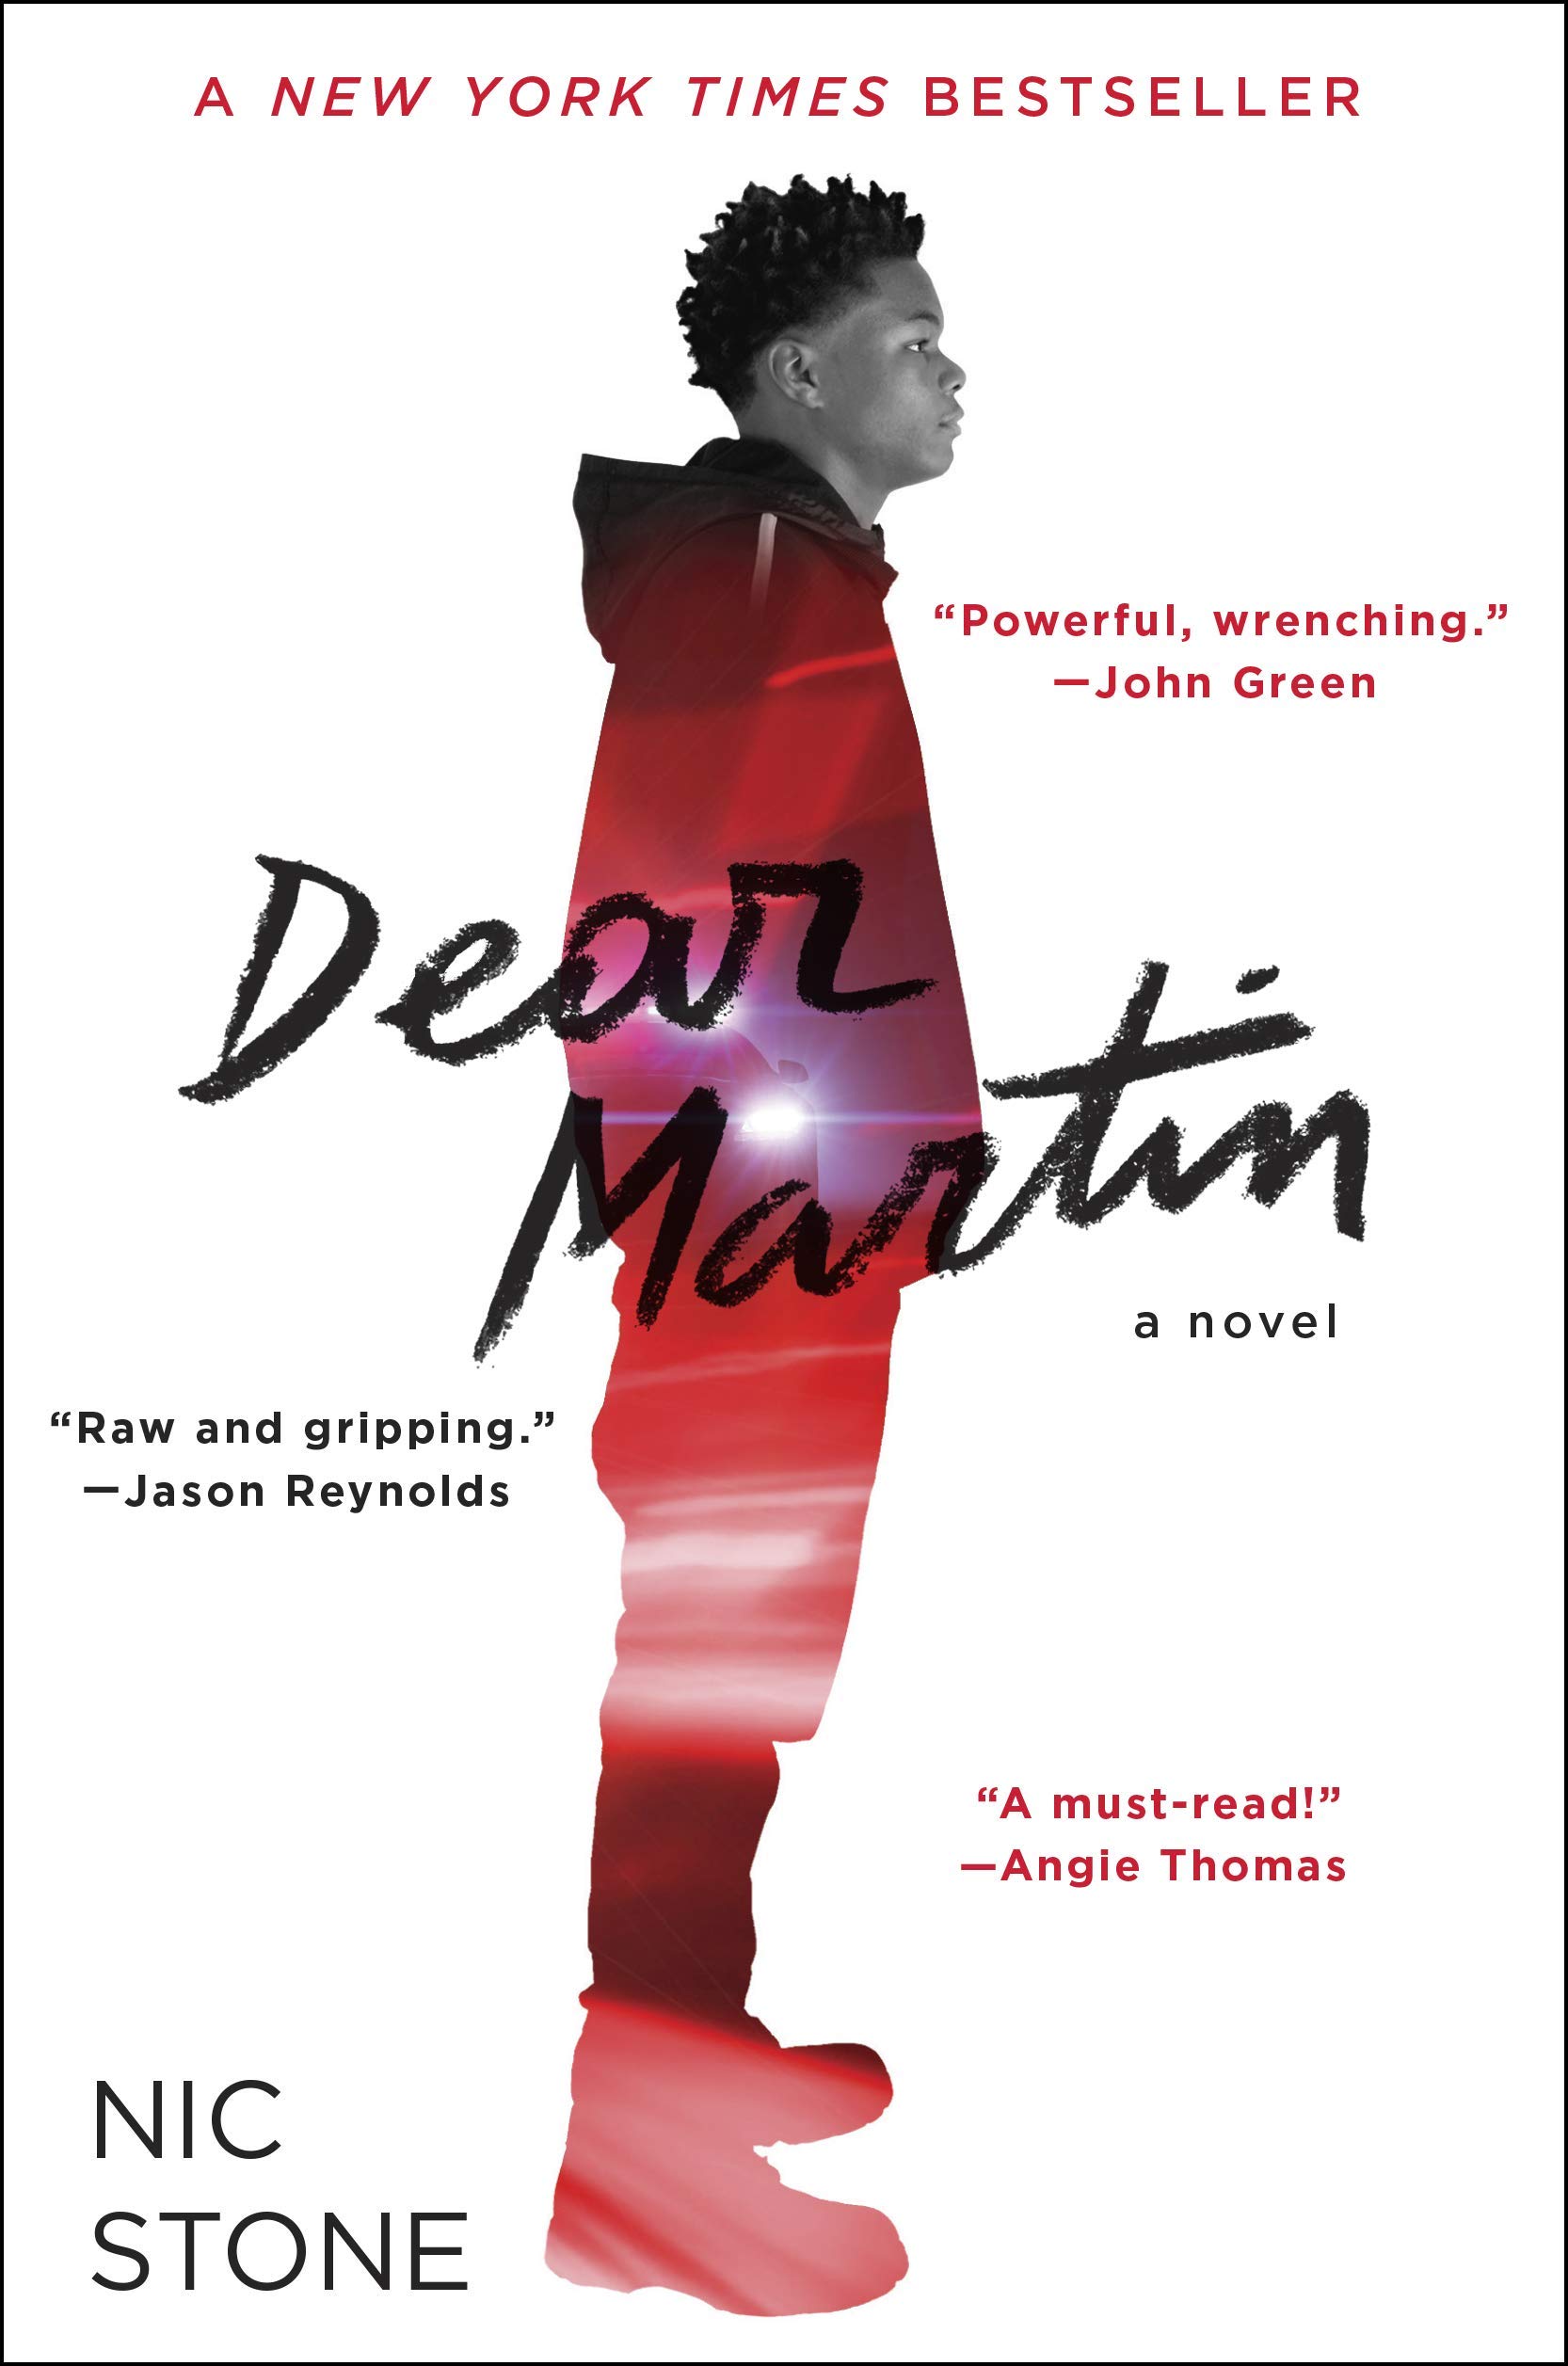 A NEW YORK TIMES BESTSELLER
“Powerful, wrenching.”
—John Green
Dear
Martin
a novel
“Raw and gripping.”
—Jason Reynolds
“A must-read!”
—Angie Thomas
NIC
STONE